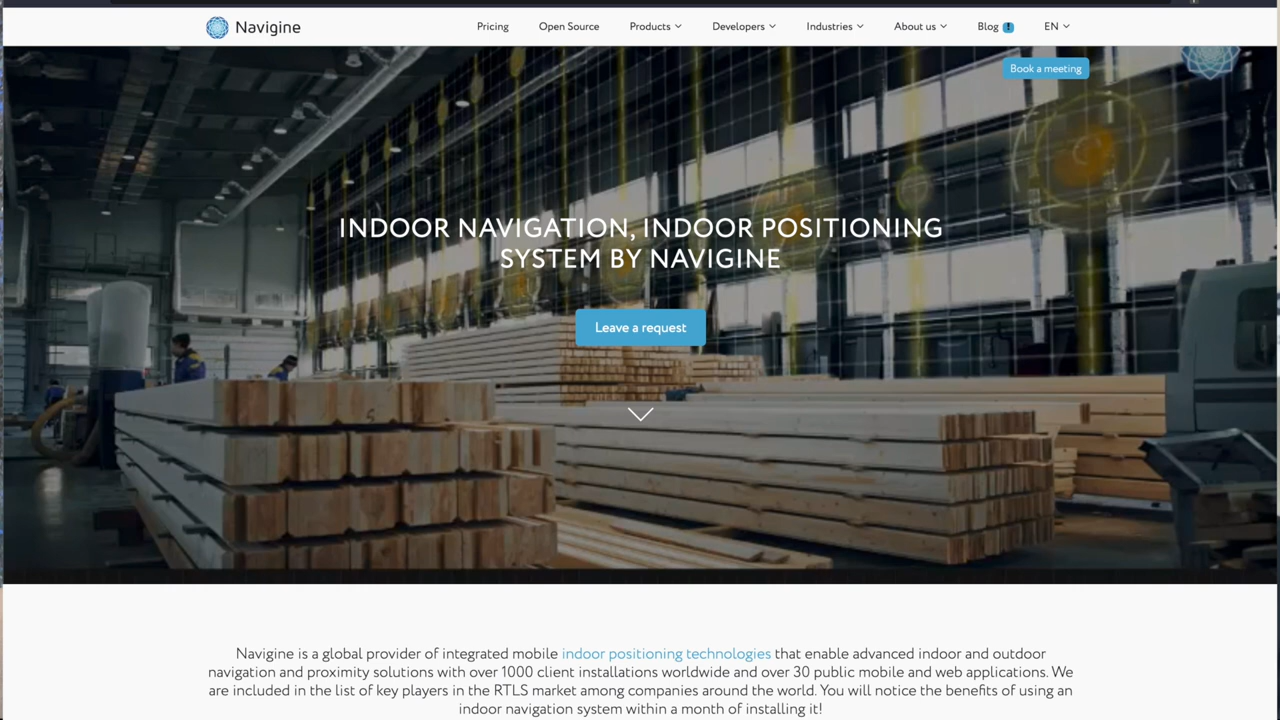 Navigine
Pricing
Open Source
Products
Developers
Industries
About us
Blog
EN
Book a meeting
INDOOR NAVIGATION, INDOOR POSITIONING
SYSTEM BY NAVIGINE
Leave a request
Navigine is a global provider of integrated mobile indoor positioning technologies that enable advanced indoor and outdoor
navigation and proximity solutions with over 1000 client installations worldwide and over 30 public mobile and web applications. We
are included in the list of key players in the RTLS market among companies around the world. You will notice the benefits of using an
indoor navigation system within a month of installing it!